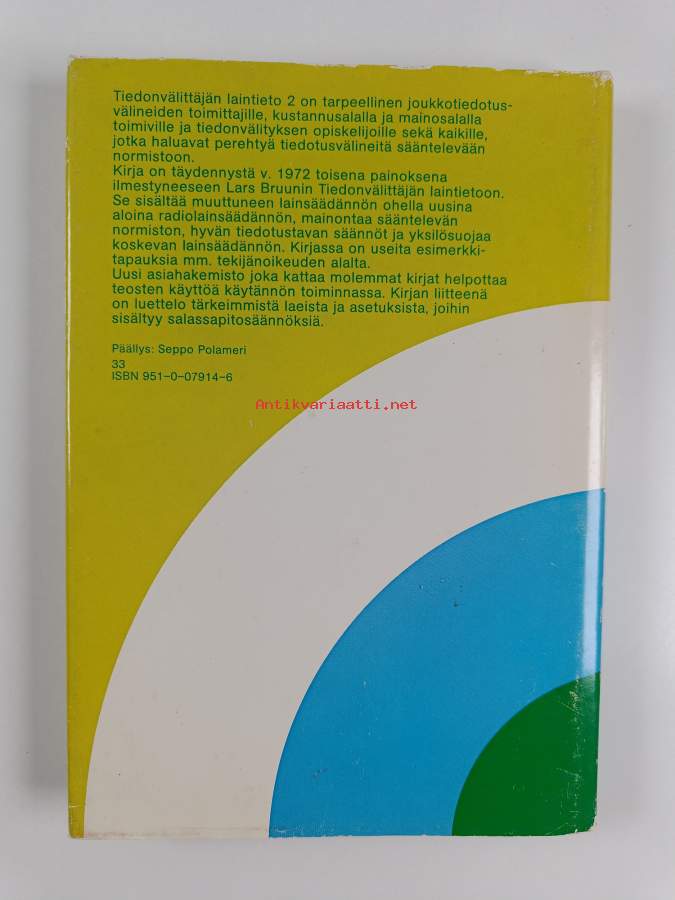 Tiedonvälittäjän laintieto 2 on tarpeellinen joukkotiedotus-
välineiden toimittajille, kustannusalalla ja mainosalalla
toimiville ja tiedonvälityksen opiskelijoille sekä kaikille,
jotka haluavat perehtyä tiedotusvälineitä sääntelevään
normistoon.
Kirja on täydennystä v. 1972 toisena painoksena
ilmestyneeseen Lars Bruunin Tiedonvälittäjän laintietoon.
Se sisältää muuttuneen lainsäädännön ohella uusina
aloina radiolainsäädännön, mainontaa sääntelevän
normiston, hyvän tiedotustavan säännöt ja yksilösuojaa
koskevan lainsäädännön. Kirjassa on useita esimerkki-
tapauksia mm. tekijänoikeuden alalta.
Uusi asiahakemisto joka kattaa molemmat kirjat helpottaa
teosten käyttöä käytännön toiminnassa. Kirjan liitteenä
on luettelo tärkeimmistä laeista ja asetuksista, joihin
sisältyy salassapitosäännöksiä.
Päällys: Seppo Polameri
33
ISBN 951-0-07914-6
Antikvariaatti.net